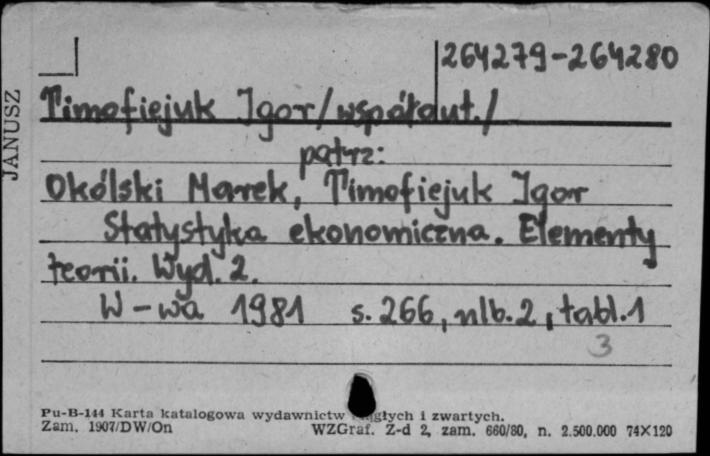 264279-264280
JANUSZ
Timofiejuk Igor/współaut./
patrz:
Okólski Marek, Timofiejuk Igor
Statystyka ekonomiczna. Elementy
teorii. Wyd. 2.
W-wa 1981 s. 266, nlb. 2, tabl. 1
3
Pu-B-144 Karta katalogowa wydawnictw głych i zwartych.
Zam. 1907/DW/On WZGraf. Z-d 2, zam. 660/80, n. 2.500.000 74×120